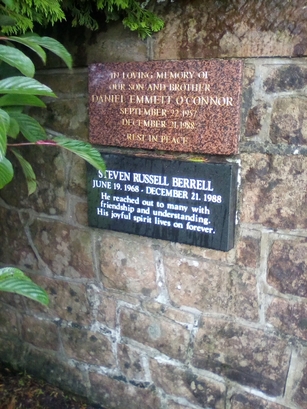 IN LOVING MEMORY OF
OUR SON AND BROTHER
DANIEL EMMETT O'CONNOR
SEPTEMBER 22, 1957
DECEMBER 21, 1988
REST IN PEACE
STEVEN RUSSELL BERRELL
JUNE 19. 1968 - DECEMBER 21. 1988
He reached out to many with
friendship and understanding.
His joyful spirit lives on forever.